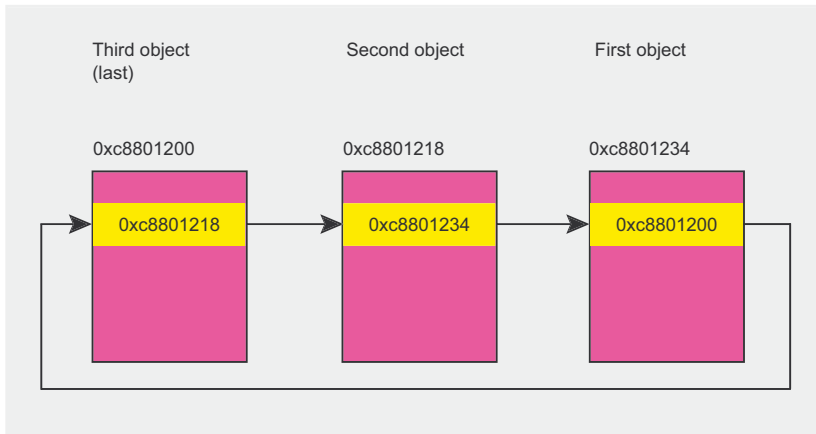 Third object
(last)
Second object
First object
0xc8801200
0xc8801218
0xc8801234
0xc8801218
0xc8801234
0xc8801200